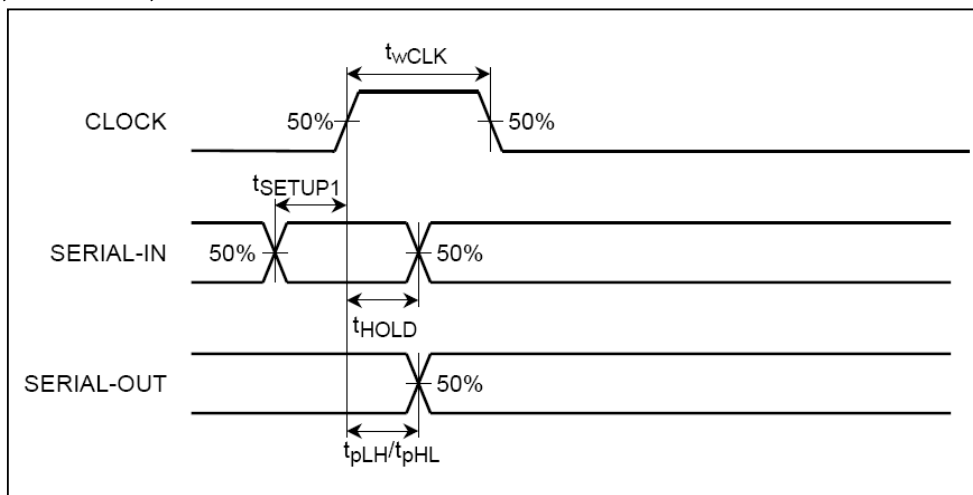 twCLK
CLOCK 50% 50%
tSETUP1
SERIAL-IN 50% 50%
tHOLD
SERIAL-OUT 50%
tpLH/tpHL